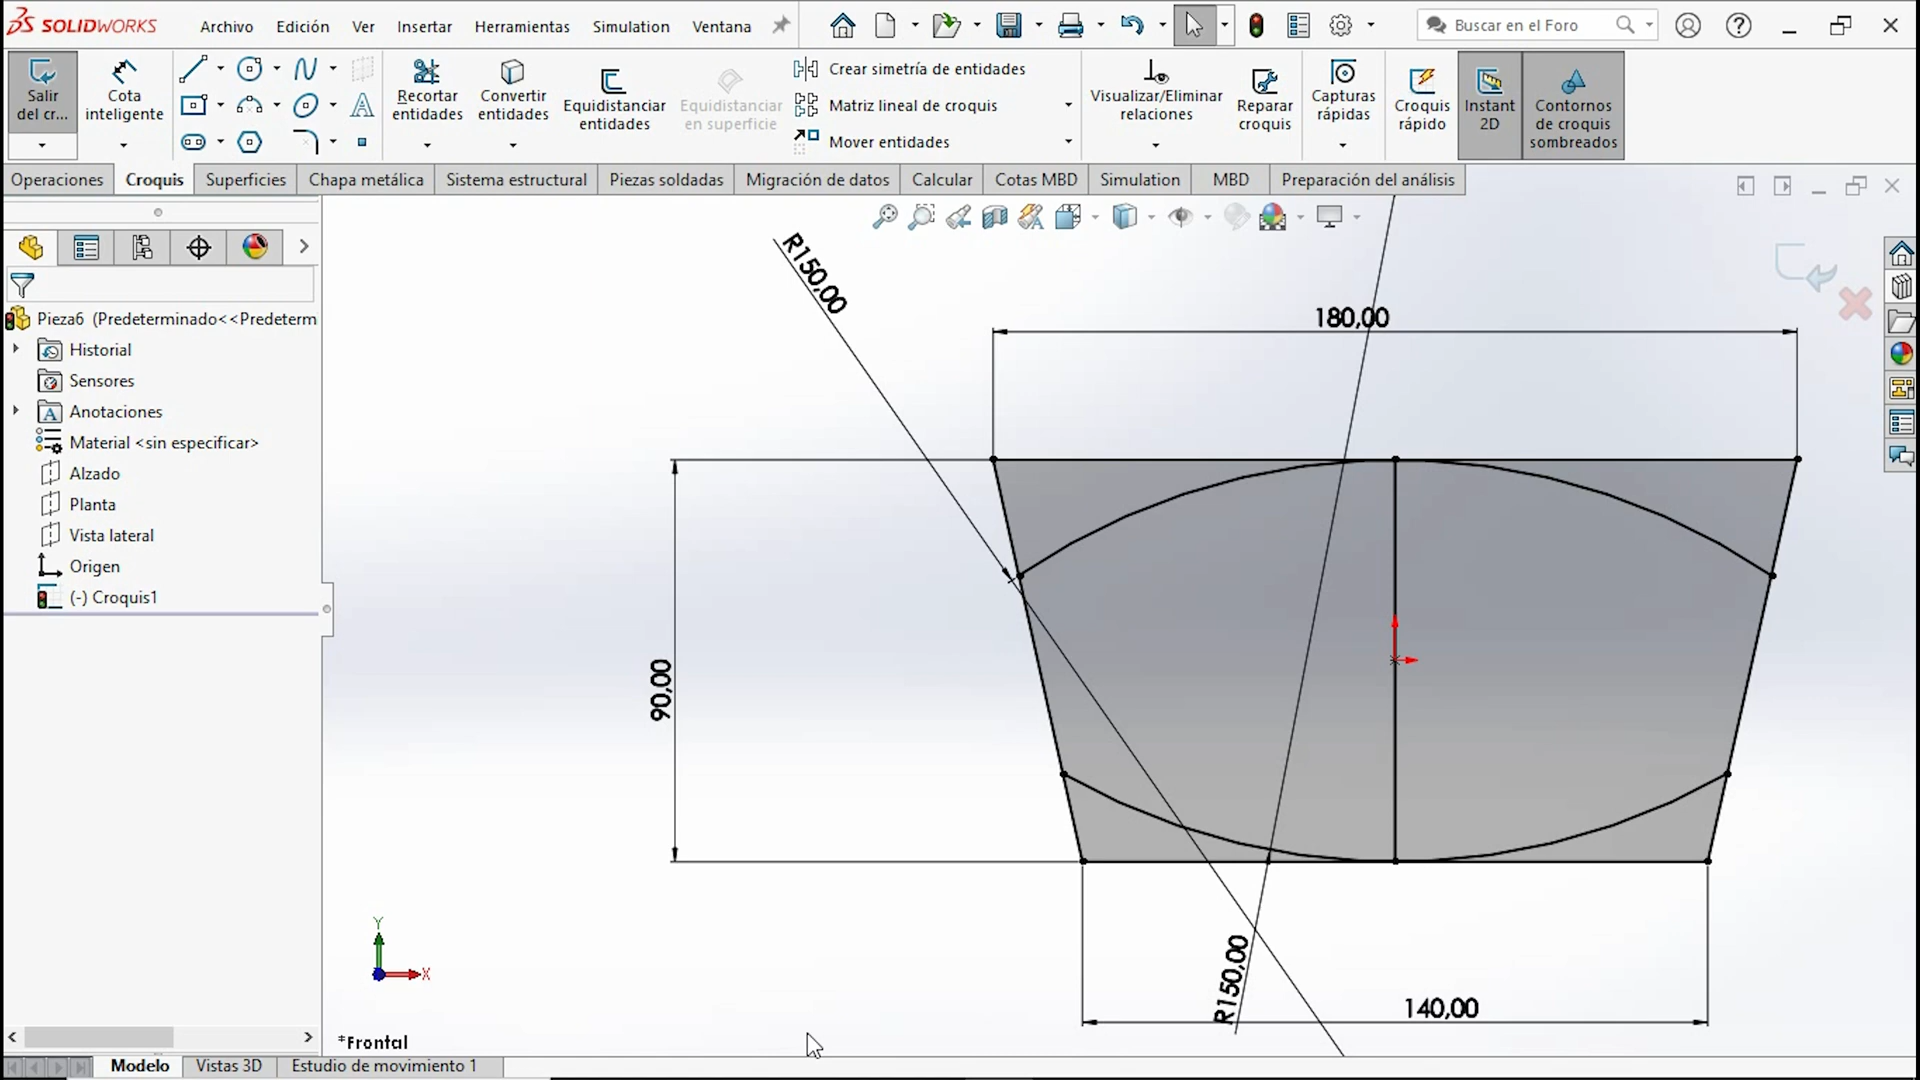 SOLIDWORKS
Archivo Edición Ver Insertar Herramientas Simulation Ventana
Buscar en el Foro
Salir del cr...
Cota inteligente
Recortar entidades
Convertir entidades
Equidistanciar entidades
Equidistanciar en superficie
Crear simetría de entidades
Matriz lineal de croquis
Mover entidades
Visualizar/Eliminar relaciones
Reparar croquis
Capturas rápidas
Croquis rápido
Instant 2D
Contornos de croquis sombreados
Operaciones Croquis Superficies Chapa metálica Sistema estructural Piezas soldadas Migración de datos Calcular Cotas MBD Simulation MBD Preparación del análisis
Pieza6 (Predeterminado<<Predeterm
Historial
Sensores
Anotaciones
Material <sin especificar>
Alzado
Planta
Vista lateral
Origen
(-) Croquis1
R150,00
180,00
90,00
R150,00
140,00
Y
X
*Frontal
Modelo Vistas 3D Estudio de movimiento 1